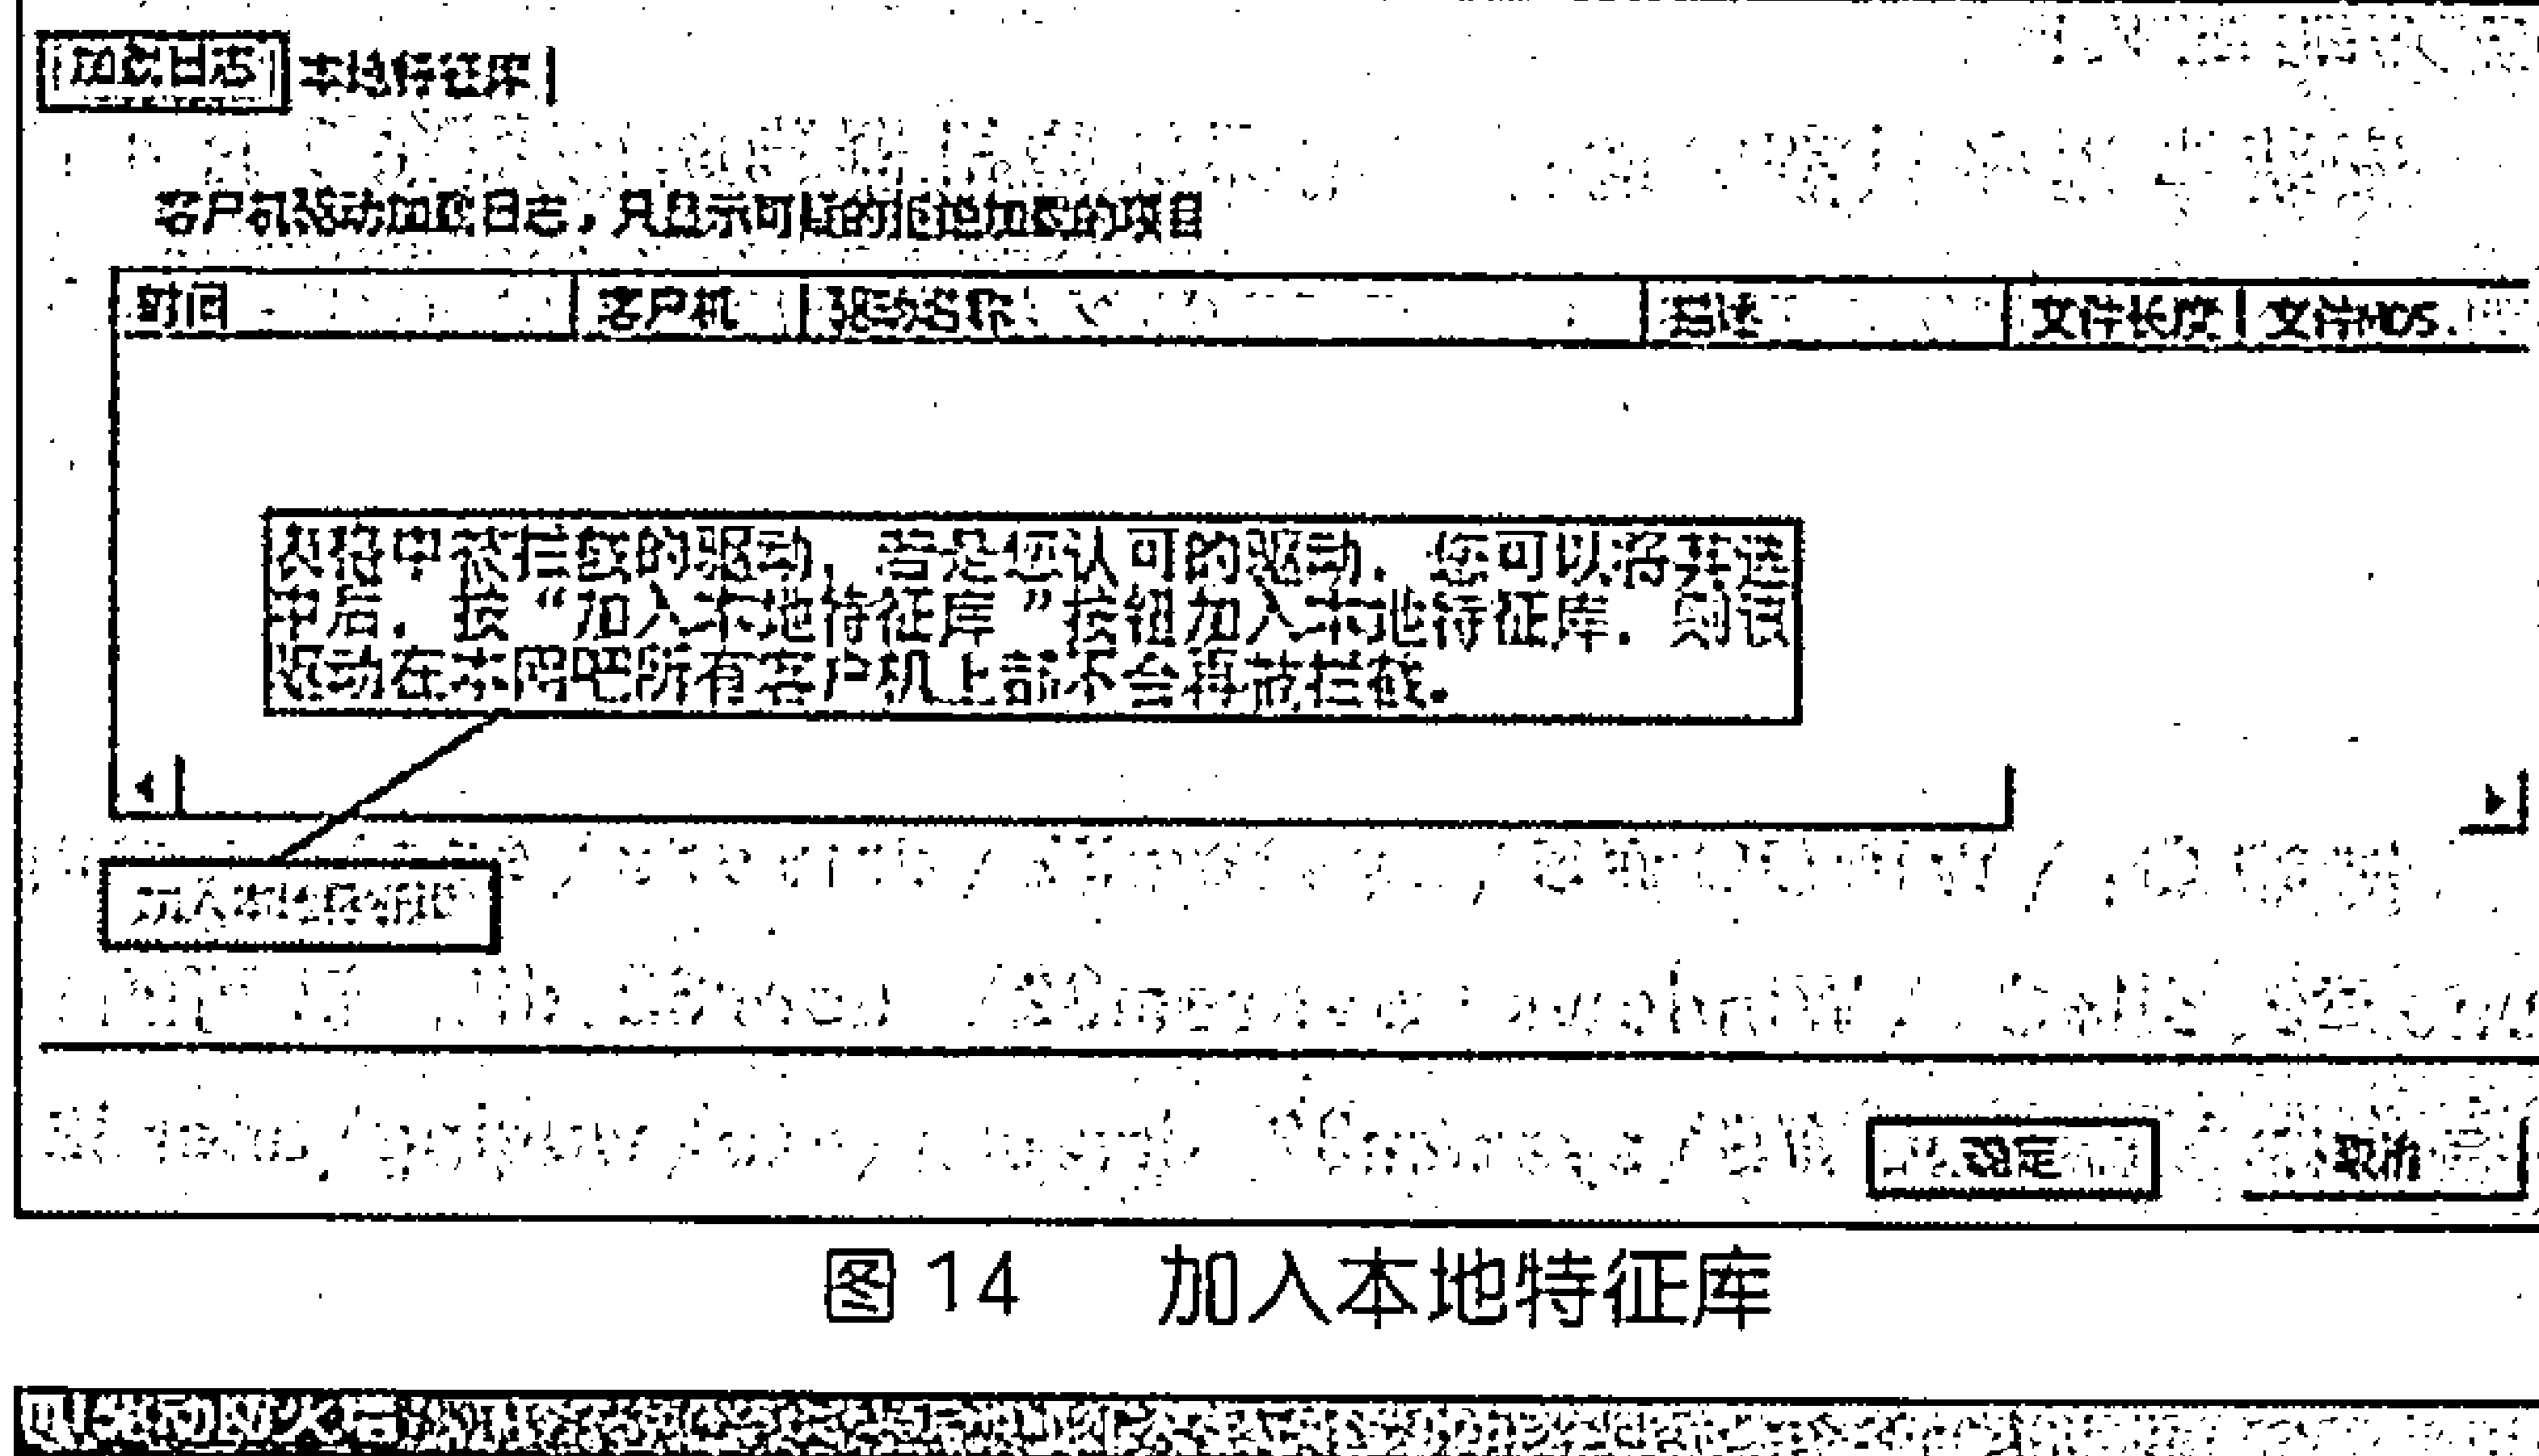 加载日志 本地特征库
客户机驱动加载日志,只显示可疑的拒绝加载的项目
时间 客户机 驱动名称 描述 文件长度 文件MD5
表格中被拦截的驱动,若是您认可的驱动,您可以将其选
中后,按“加入本地特征库”按钮加入本地特征库,则该
驱动在本网吧所有客户机上都不会再被拦截。
加入本地特征库
确定 取消
图14 加入本地特征库
驱动防火墙